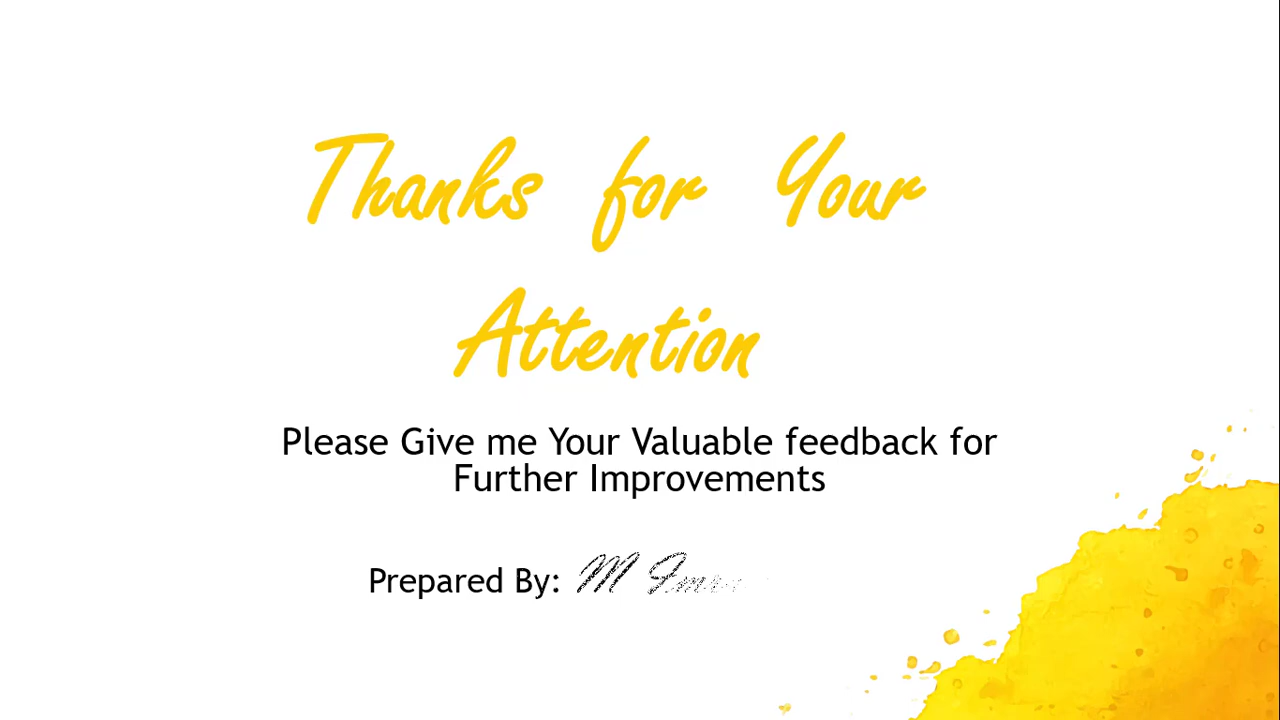 Thanks for Your
Attention
Please Give me Your Valuable feedback for
Further Improvements
Prepared By: M